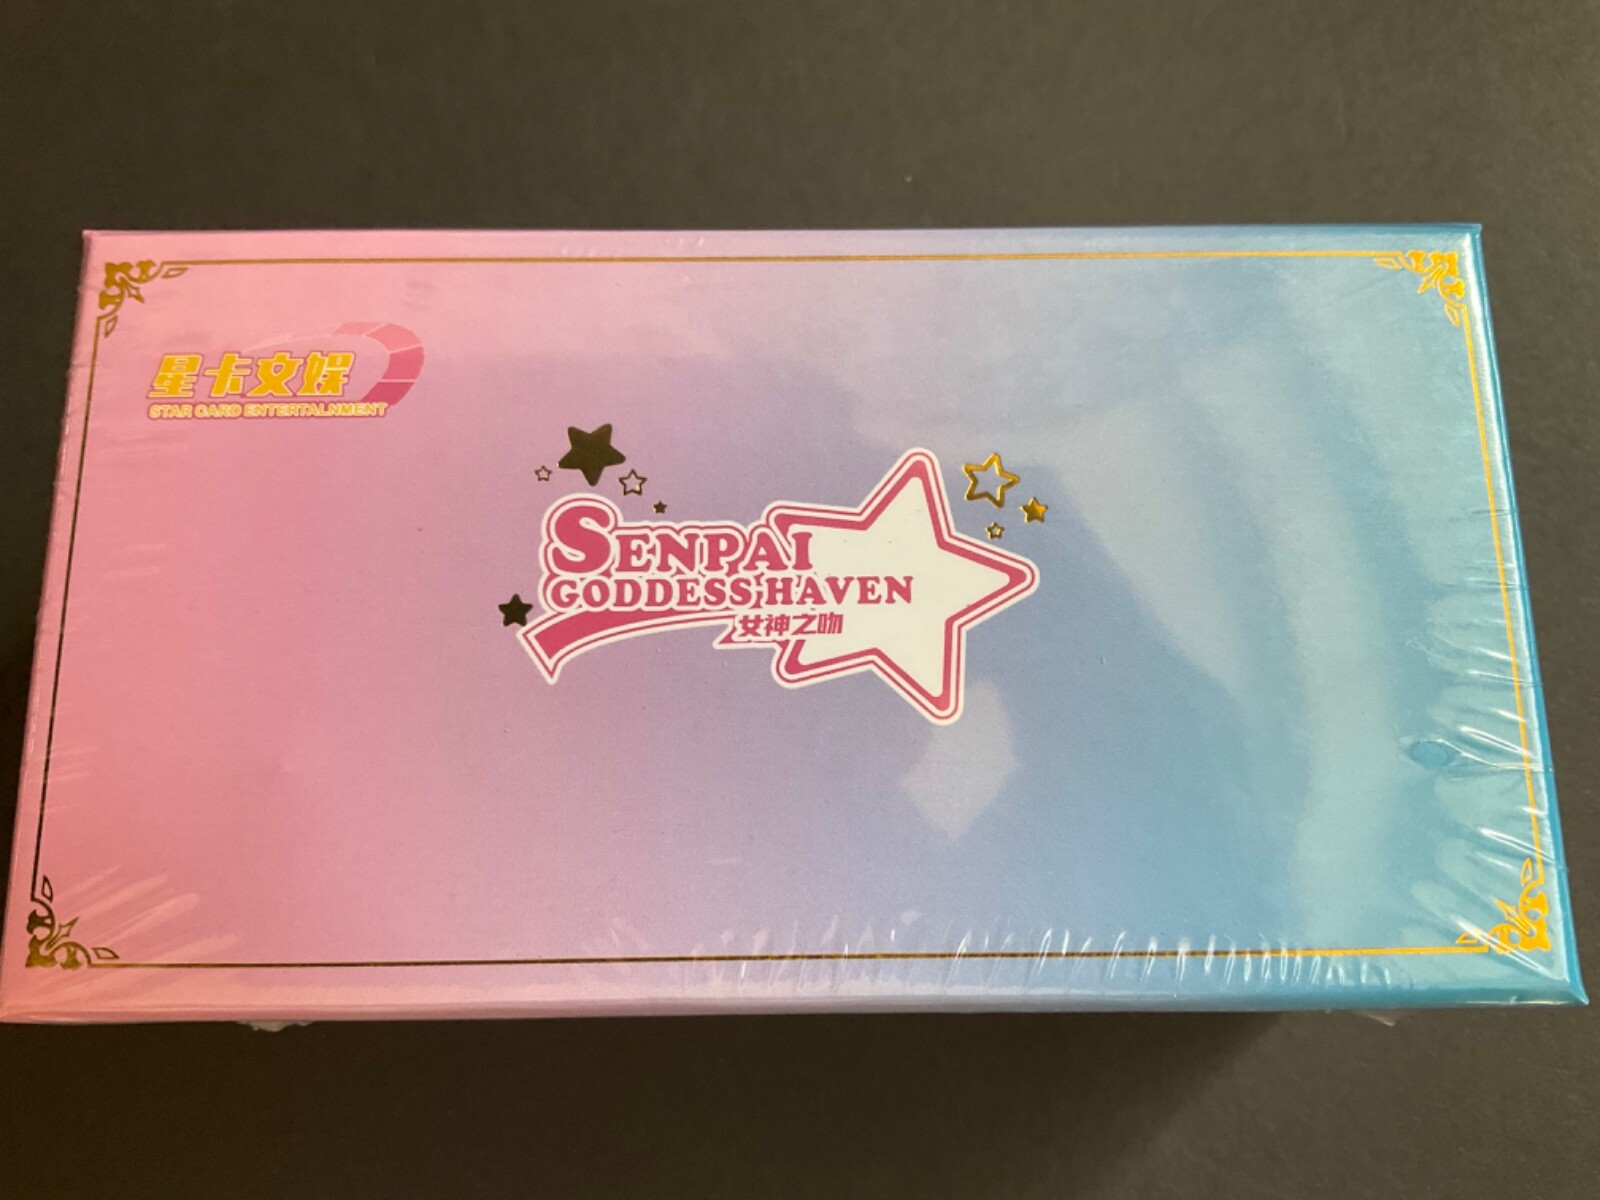 星卡文娱
STAR CARD ENTERTALNMENT
SENPAI
GODDESS HAVEN
女神之吻